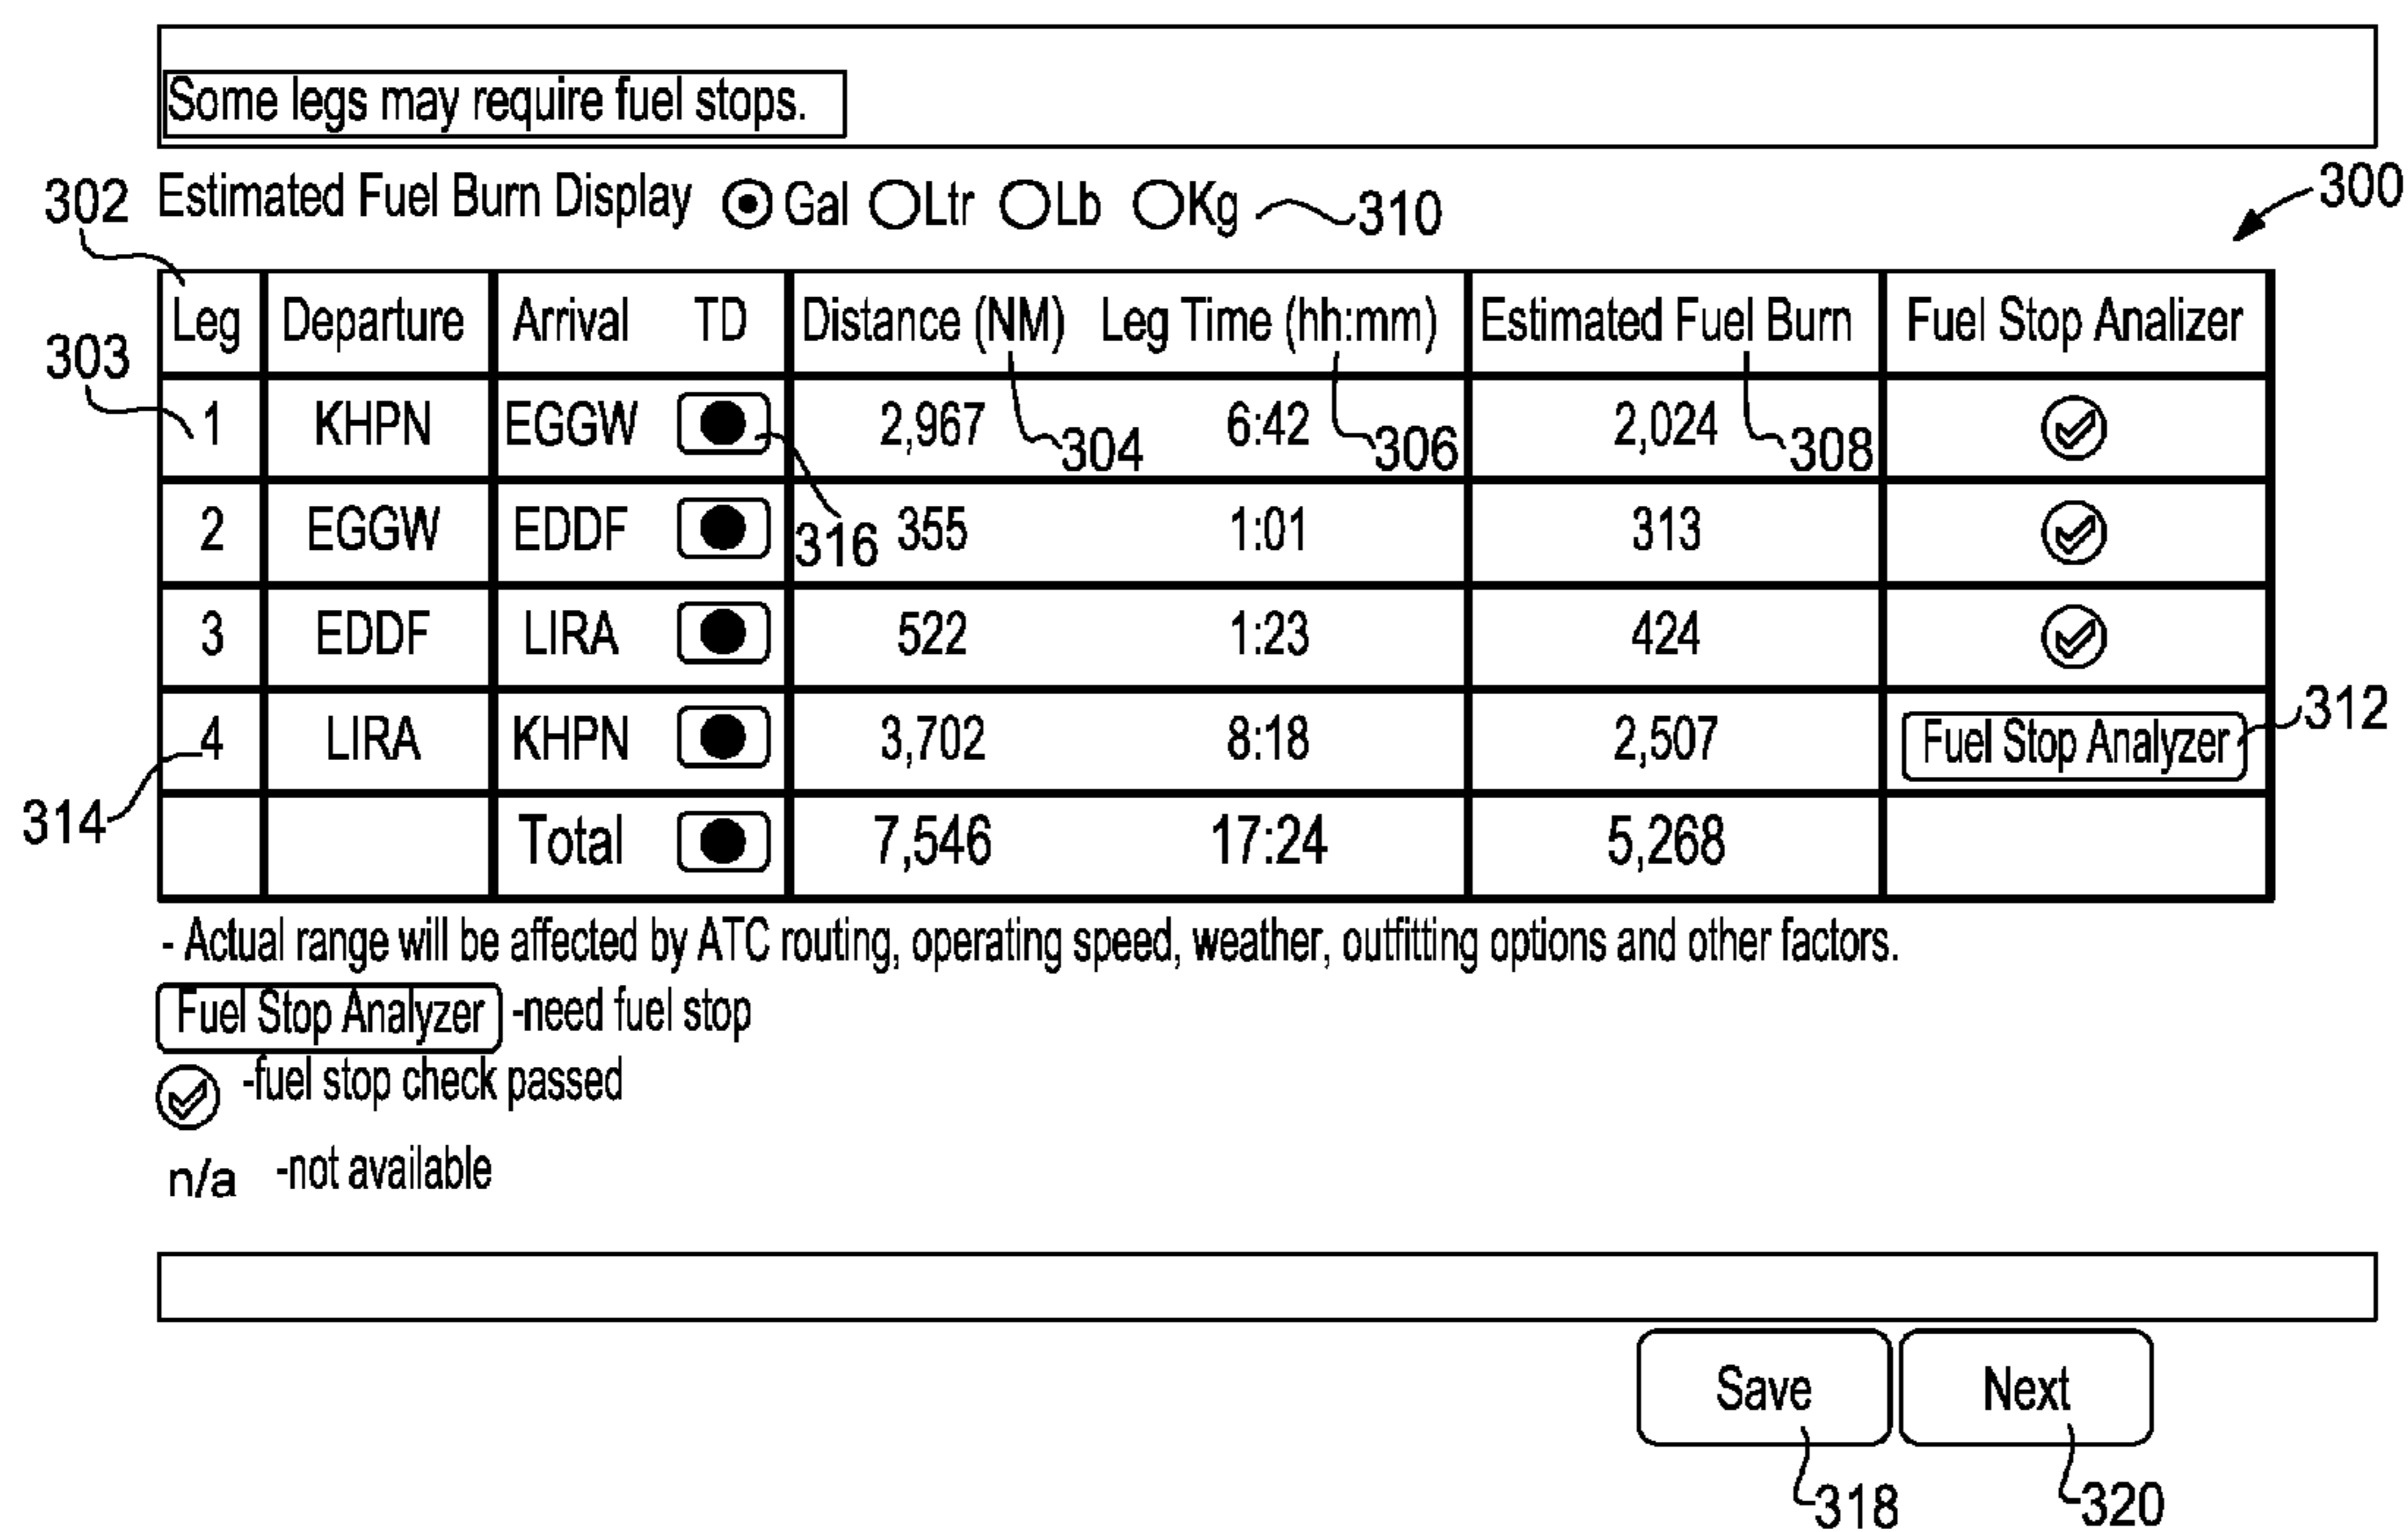 Some legs may require fuel stops.
302 Estimated Fuel Burn Display Gal Ltr Lb Kg 310 300
Leg Departure Arrival TD Distance (NM) Leg Time (hh:mm) Estimated Fuel Burn Fuel Stop Analizer
303
1 KHPN EGGW 2,967 304 6:42 306 2,024 308
2 EGGW EDDF 316 355 1:01 313
3 EDDF LIRA 522 1:23 424
4 LIRA KHPN 3,702 8:18 2,507 Fuel Stop Analyzer 312
314 Total 7,546 17:24 5,268
- Actual range will be affected by ATC routing, operating speed, weather, outfitting options and other factors.
Fuel Stop Analyzer -need fuel stop
-fuel stop check passed
n/a -not available
Save Next
318 320